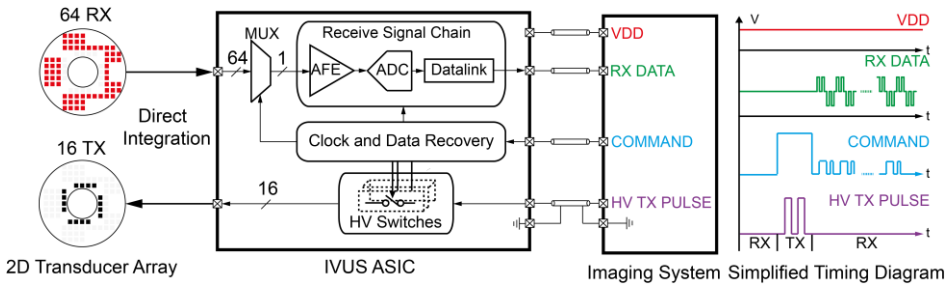 64 RX
Direct
Integration
16 TX
2D Transducer Array
MUX
64
1
Receive Signal Chain
AFE
ADC
Datalink
Clock and Data Recovery
16
HV Switches
IVUS ASIC
VDD
RX DATA
COMMAND
HV TX PULSE
Imaging System
V
VDD
t
RX DATA
t
COMMAND
t
HV TX PULSE
t
RX TX RX
Simplified Timing Diagram